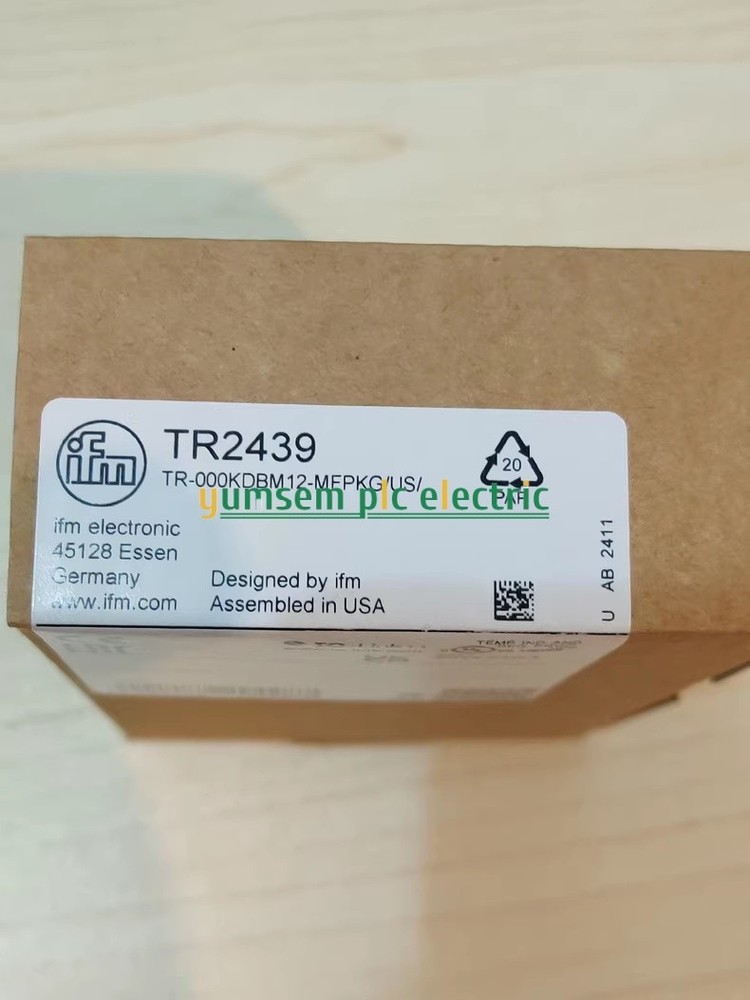 ifm
TR2439
TR-000KDBM12-MFPKG/US/
20
PAP
yumsem plc electric
ifm electronic
45128 Essen
Germany
www.ifm.com
Designed by ifm
Assembled in USA
U AB 2411